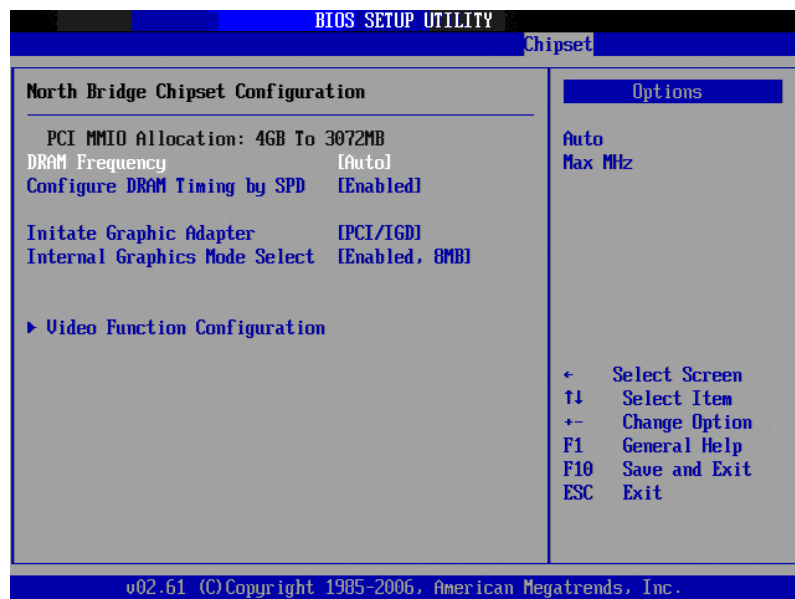 BIOS SETUP UTILITY
Chipset
North Bridge Chipset Configuration
PCI MMIO Allocation: 4GB To 3072MB
DRAM Frequency [Auto]
Configure DRAM Timing by SPD [Enabled]
Initate Graphic Adapter [PCI/IGD]
Internal Graphics Mode Select [Enabled, 8MB]
► Video Function Configuration
Options
Auto
Max MHz
← Select Screen
↑↓ Select Item
+- Change Option
F1 General Help
F10 Save and Exit
ESC Exit
v02.61 (C)Copyright 1985-2006, American Megatrends, Inc.